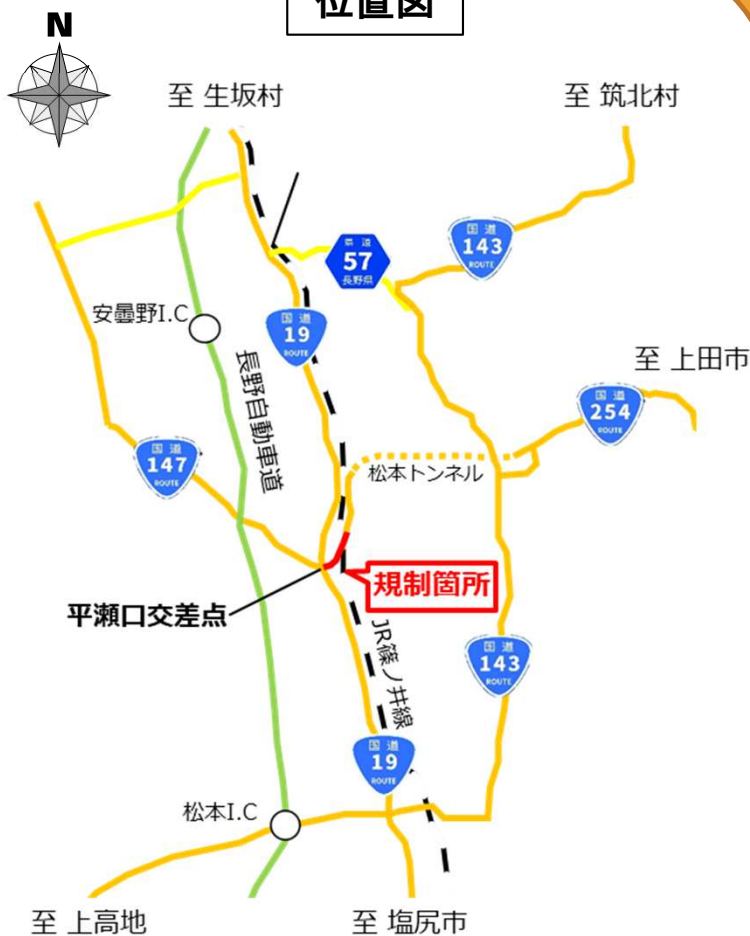 位置図
N
至 生坂村
至 筑北村
国道
143
ROUTE
県道
57
長野県
安曇野I.C
国道
19
ROUTE
長野自動車道
至 上田市
国道
254
ROUTE
国道
147
ROUTE
松本トンネル
規制箇所
平瀬口交差点
JR篠ノ井線
国道
143
ROUTE
国道
19
ROUTE
松本I.C
至 上高地
至 塩尻市